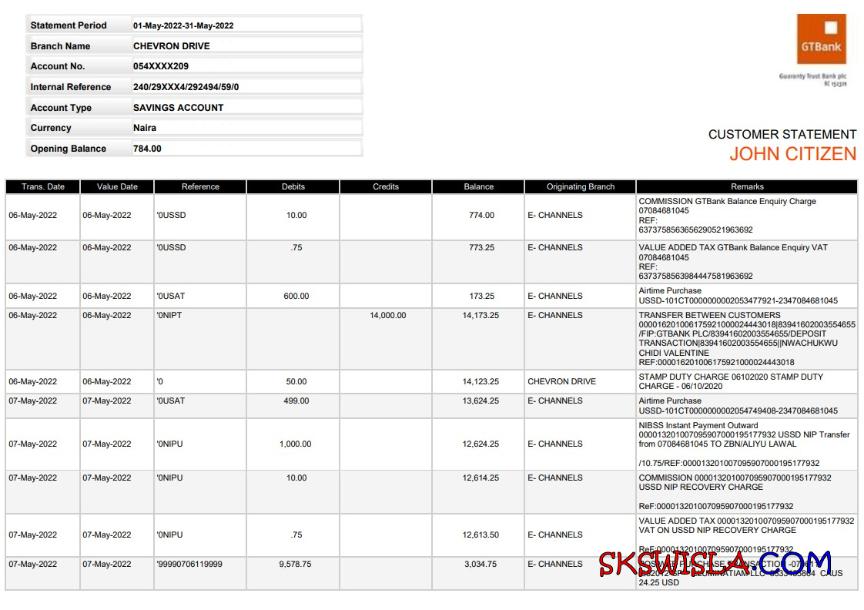 Statement Period 01-May-2022-31-May-2022
Branch Name CHEVRON DRIVE
Account No. 054XXXX209
Internal Reference 240/29XXX4/292494/59/0
Account Type SAVINGS ACCOUNT
Currency Naira
Opening Balance 784.00
GTBank
Guaranty Trust Bank plc
RC 152321
CUSTOMER STATEMENT
JOHN CITIZEN
Trans. Date Value Date Reference Debits Credits Balance Originating Branch Remarks
06-May-2022 06-May-2022 '0USSD 10.00 774.00 E- CHANNELS COMMISSION GTBank Balance Enquiry Charge
07084681045
REF:
6373758563656290521963692
06-May-2022 06-May-2022 '0USSD .75 773.25 E- CHANNELS VALUE ADDED TAX GTBank Balance Enquiry VAT
07084681045
REF:
6373758563984447581963692
06-May-2022 06-May-2022 '0USAT 600.00 173.25 E- CHANNELS Airtime Purchase
USSD-101CT0000000002053477921-2347084681045
06-May-2022 06-May-2022 '0NIPT 14,000.00 14,173.25 E- CHANNELS TRANSFER BETWEEN CUSTOMERS
000016201006175921000024443018|83941602003554655
/FIP:GTBANK PLC/83941602003554655/DEPOSIT
TRANSACTION|83941602003554655||NWACHUKWU
CHIDI VALENTINE
REF:000016201006175921000024443018
06-May-2022 06-May-2022 '0 50.00 14,123.25 CHEVRON DRIVE STAMP DUTY CHARGE 06102020 STAMP DUTY
CHARGE - 06/10/2020
07-May-2022 07-May-2022 '0USAT 499.00 13,624.25 E- CHANNELS Airtime Purchase
USSD-101CT0000000002054749408-2347084681045
07-May-2022 07-May-2022 '0NIPU 1,000.00 12,624.25 E- CHANNELS NIBSS Instant Payment Outward
000013201007095907000195177932 USSD NIP Transfer
from 07084681045 TO ZBN/ALIYU LAWAL
/10.75/REF:000013201007095907000195177932
07-May-2022 07-May-2022 '0NIPU 10.00 12,614.25 E- CHANNELS COMMISSION 000013201007095907000195177932
USSD NIP RECOVERY CHARGE
ReF:000013201007095907000195177932
07-May-2022 07-May-2022 '0NIPU .75 12,613.50 E- CHANNELS VALUE ADDED TAX 000013201007095907000195177932
VAT ON USSD NIP RECOVERY CHARGE
ReF:000013201007095907000195177932
07-May-2022 07-May-2022 '99990706119999 9,578.75 3,034.75 E- CHANNELS PURCHASE TRANSACTION
LLC CAUS
24.25 USD
SKSWISLA.COM